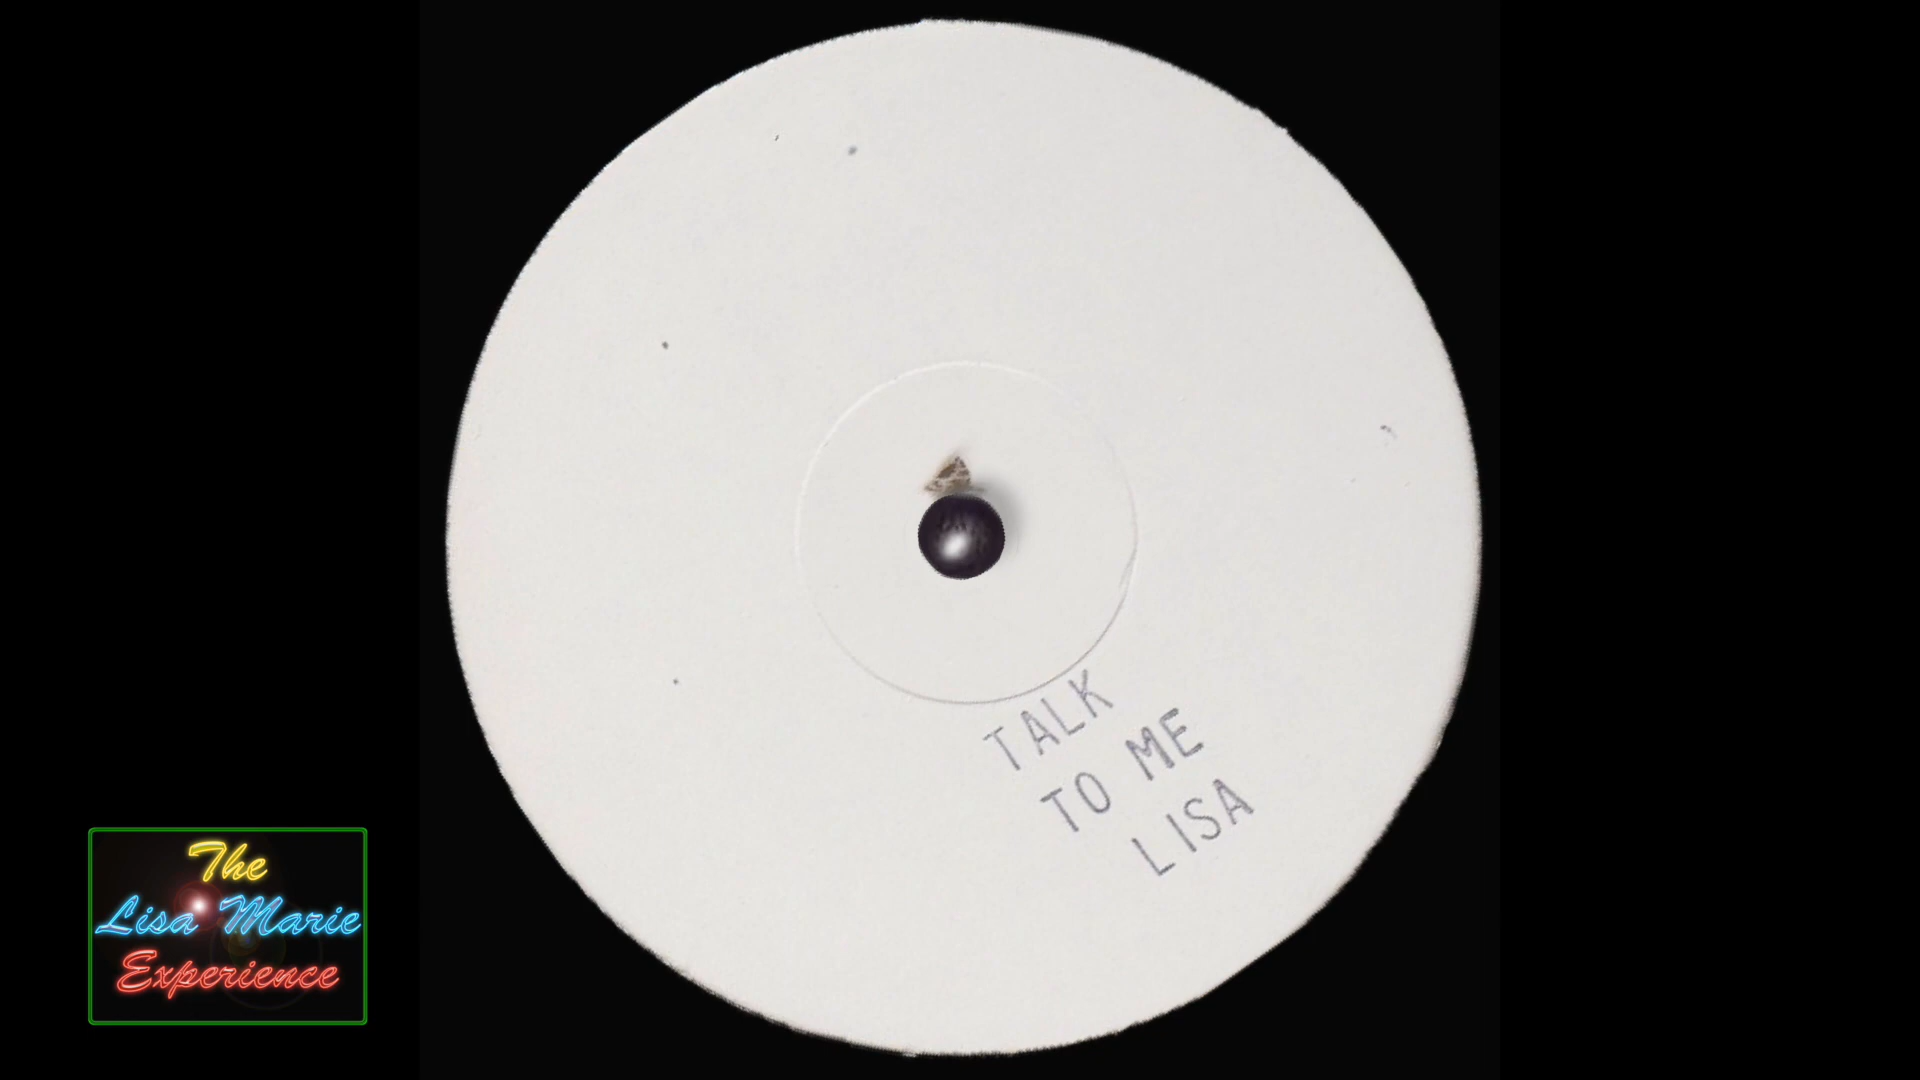 TALK
TO ME
LISA
The
Lisa Marie
Experience